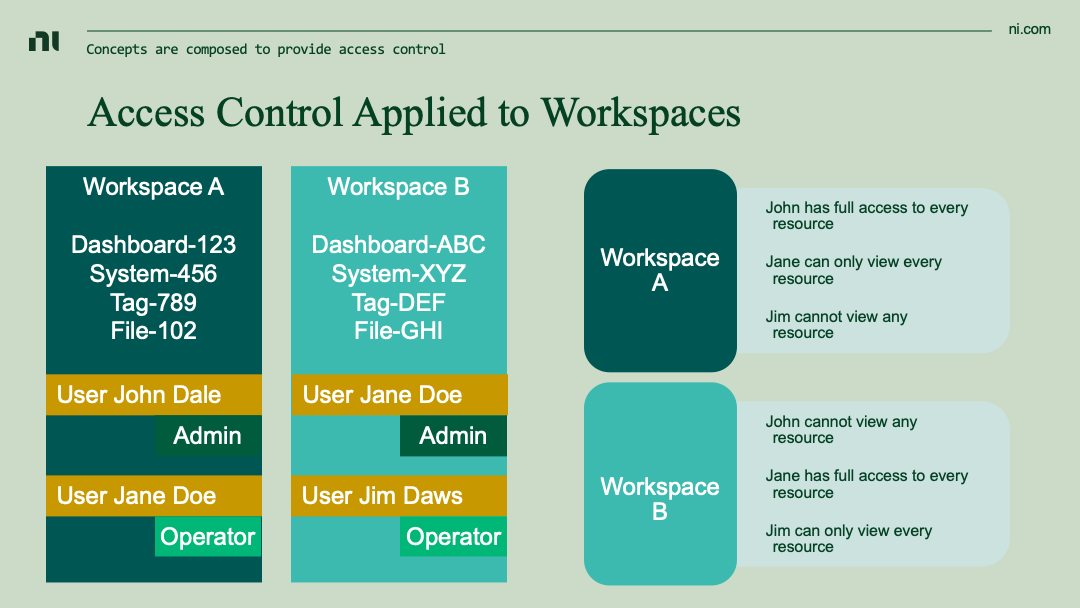 ni
ni.com
Concepts are composed to provide access control
Access Control Applied to Workspaces
Workspace A
Dashboard-123
System-456
Tag-789
File-102
User John Dale
Admin
User Jane Doe
Operator
Workspace B
Dashboard-ABC
System-XYZ
Tag-DEF
File-GHI
User Jane Doe
Admin
User Jim Daws
Operator
Workspace
A
John has full access to every
resource
Jane can only view every
resource
Jim cannot view any
resource
Workspace
B
John cannot view any
resource
Jane has full access to every
resource
Jim can only view every
resource